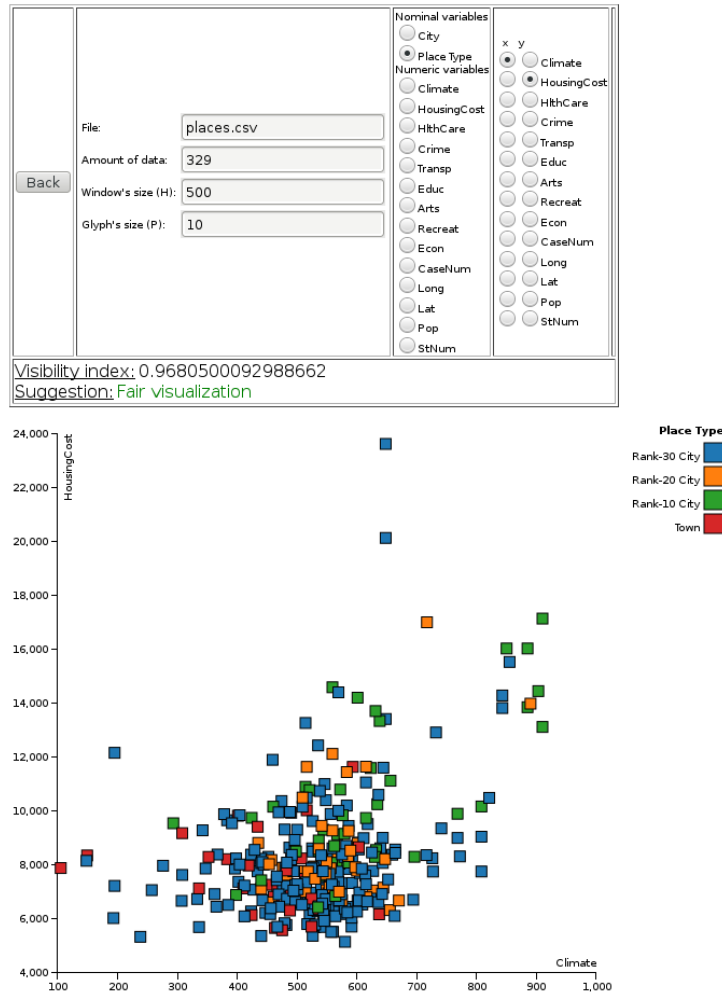 Back
File:
places.csv
Amount of data:
329
Window's size (H):
500
Glyph's size (P):
10
Nominal variables
City
Place Type
Numeric variables
Climate
HousingCost
HlthCare
Crime
Transp
Educ
Arts
Recreat
Econ
CaseNum
Long
Lat
Pop
StNum
x y
Climate
HousingCost
HlthCare
Crime
Transp
Educ
Arts
Recreat
Econ
CaseNum
Long
Lat
Pop
StNum
Visibility index: 0.9680500092988662
Suggestion: Fair visualization
Place Type
Rank-30 City
Rank-20 City
Rank-10 City
Town
HousingCost
24,000
22,000
20,000
18,000
16,000
14,000
12,000
10,000
8,000
6,000
4,000
Climate
100 200 300 400 500 600 700 800 900 1,000